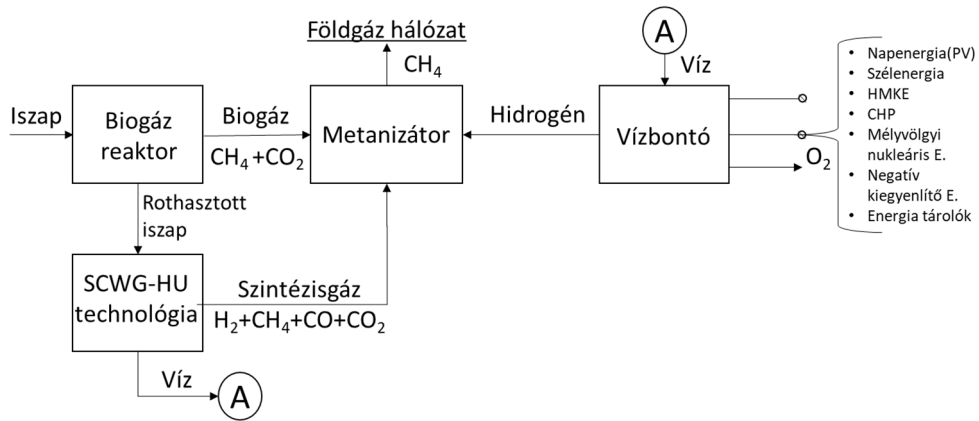 Földgáz hálózat
CH₄
A
Víz
Iszap
Biogáz
reaktor
Biogáz
CH₄+CO₂
Metanizátor
Hidrogén
Vízbontó
O₂
• Napenergia(PV)
• Szélenergia
• HMKE
• CHP
• Mélyvölgyi
nukleáris E.
• Negatív
kiegyenlítő E.
• Energia tárolók
Rothasztott
iszap
SCWG-HU
technológia
Szintézisgáz
H₂+CH₄+CO+CO₂
Víz
A